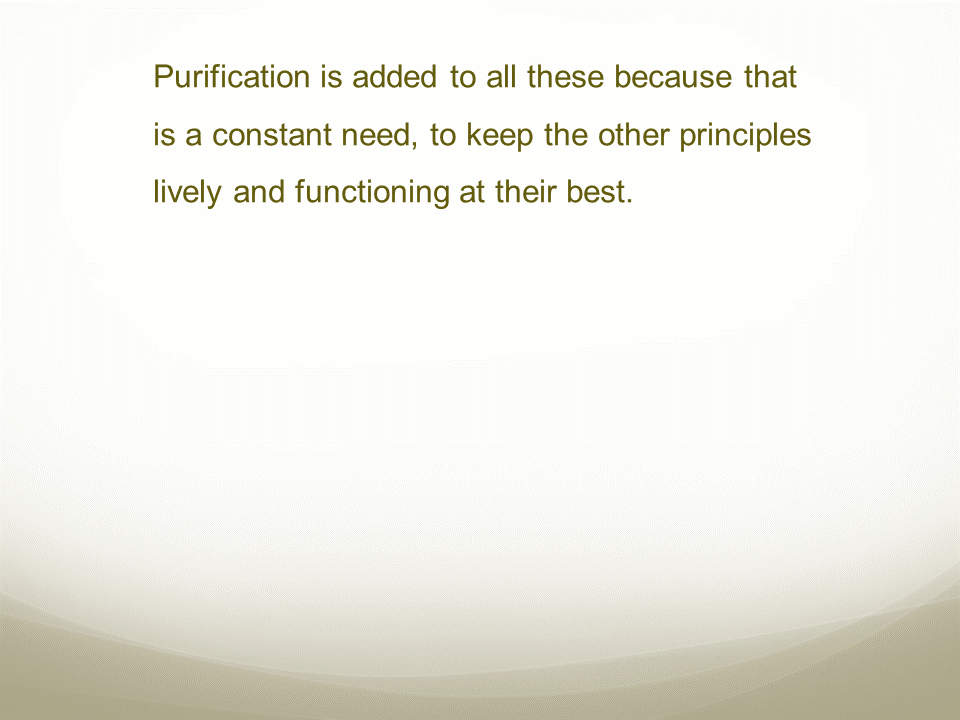 Purification is added to all these because that
is a constant need, to keep the other principles
lively and functioning at their best.